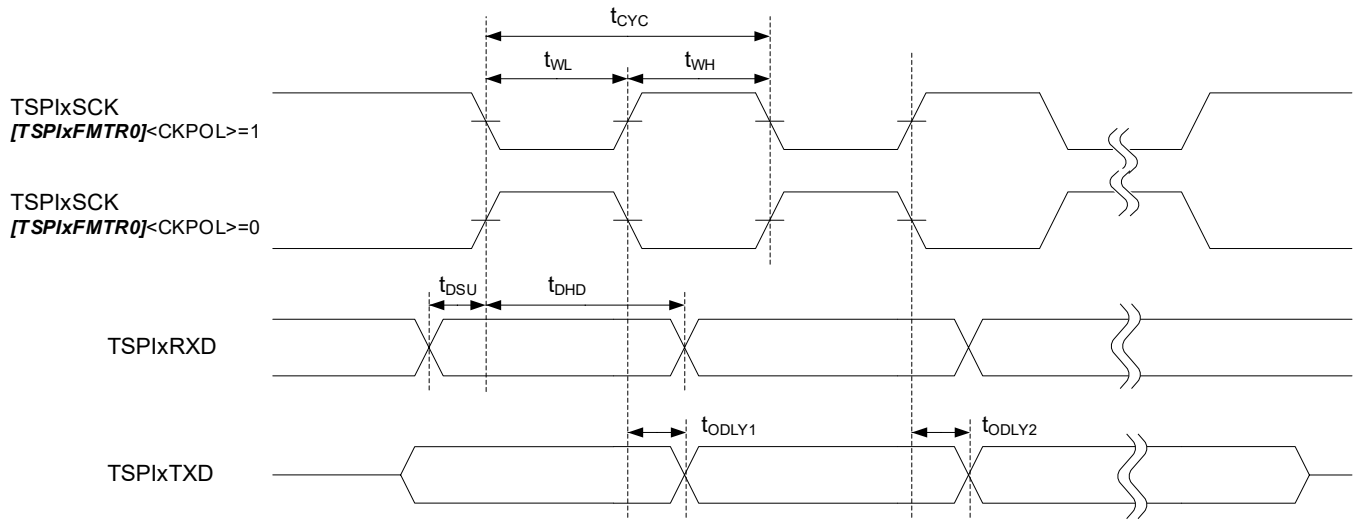 tCYC
tWL
tWH
TSPIxSCK
[TSPIxFMTR0]<CKPOL>=1
TSPIxSCK
[TSPIxFMTR0]<CKPOL>=0
tDSU
tDHD
TSPIxRXD
tODLY1
tODLY2
TSPIxTXD